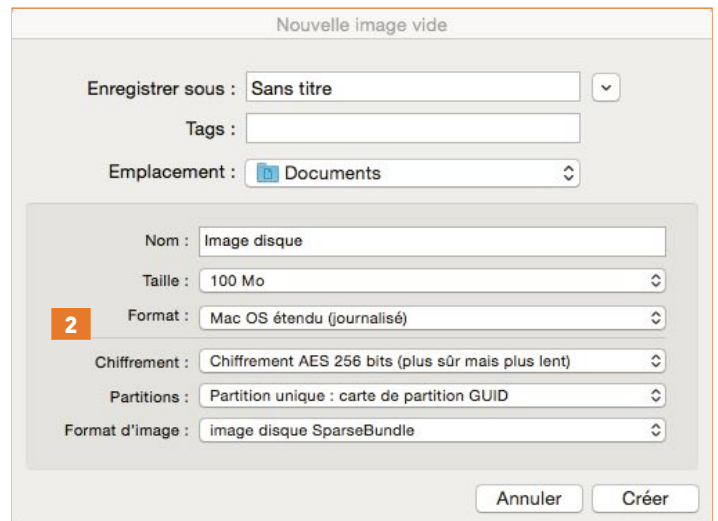 Nouvelle image vide
Enregistrer sous : Sans titre
Tags :
Emplacement : Documents
Nom : Image disque
Taille : 100 Mo
Format : Mac OS étendu (journalisé)
2
Chiffrement : Chiffrement AES 256 bits (plus sûr mais plus lent)
Partitions : Partition unique : carte de partition GUID
Format d'image : image disque SparseBundle
Annuler Créer